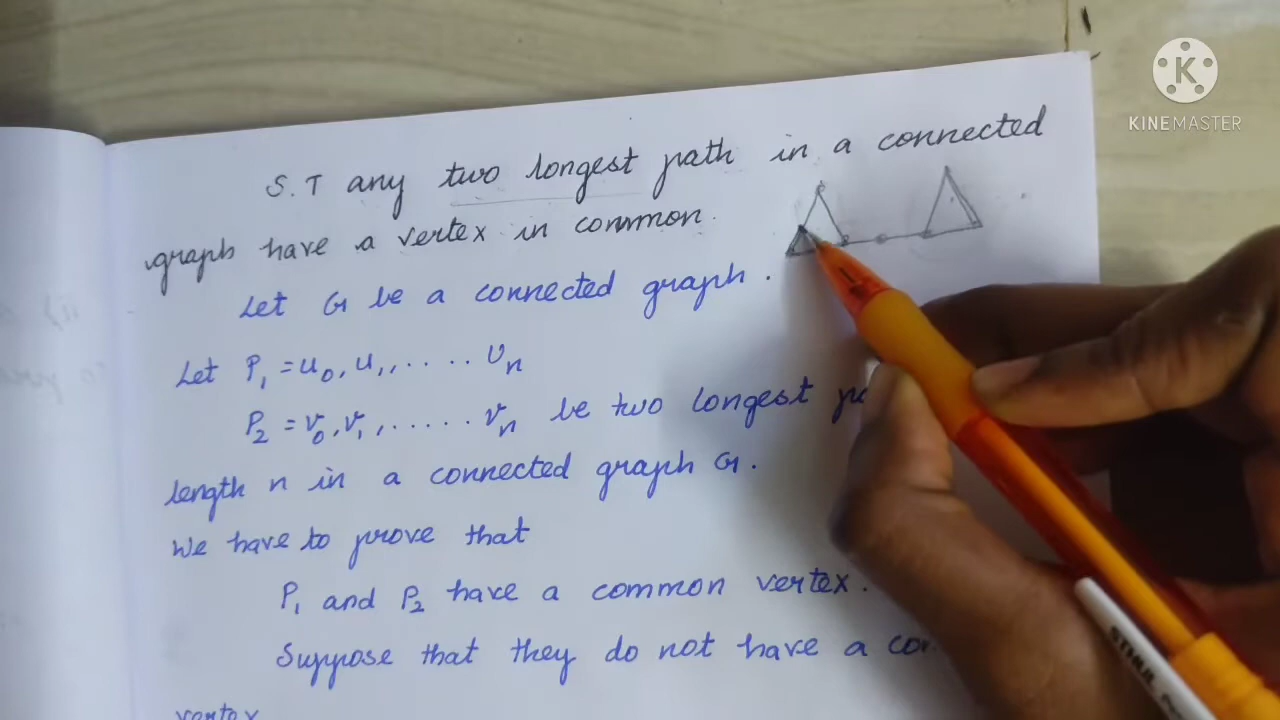 S.T any two longest path in a connected
graph have a vertex in common.
Let G be a connected graph.
Let P₁ = u₀, u₁, ..... uₙ
P₂ = v₀, v₁, ..... vₙ be two longest
length n in a connected graph G.
We have to prove that
P₁ and P₂ have a common vertex.
Suppose that they do not have a
vertex
KINEMASTER
STHIL